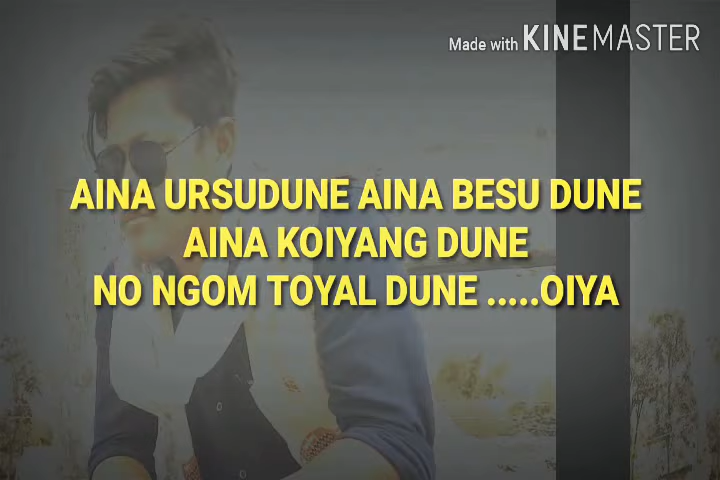 Made with KINEMASTER
AINA URSUDUNE AINA BESU DUNE
AINA KOIYANG DUNE
NO NGOM TOYAL DUNE .....OIYA